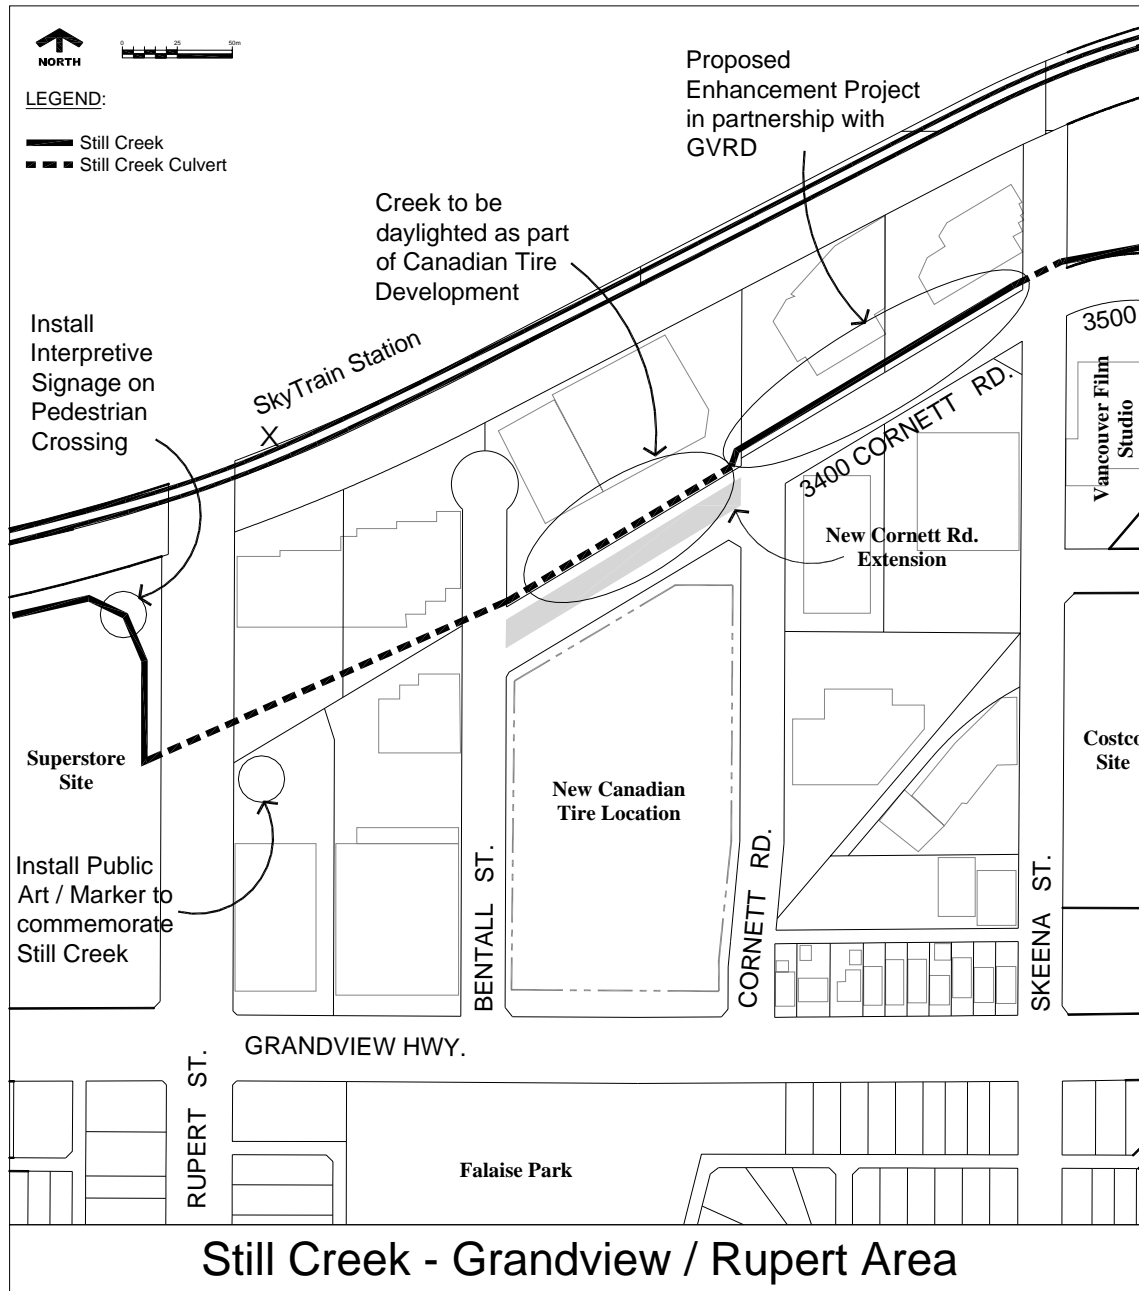 NORTH
0 25 50m
LEGEND:
Still Creek
Still Creek Culvert
Proposed
Enhancement Project
in partnership with
GVRD
Creek to be
daylighted as part
of Canadian Tire
Development
Install
Interpretive
Signage on
Pedestrian
Crossing
SkyTrain Station
X
3500
3400 CORNETT RD.
Vancouver Film
Studio
New Cornett Rd.
Extension
Superstore
Site
New Canadian
Tire Location
Costco
Site
Install Public
Art / Marker to
commemorate
Still Creek
BENTALL ST.
CORNETT RD.
SKEENA ST.
GRANDVIEW HWY.
RUPERT ST.
Falaise Park
Still Creek - Grandview / Rupert Area